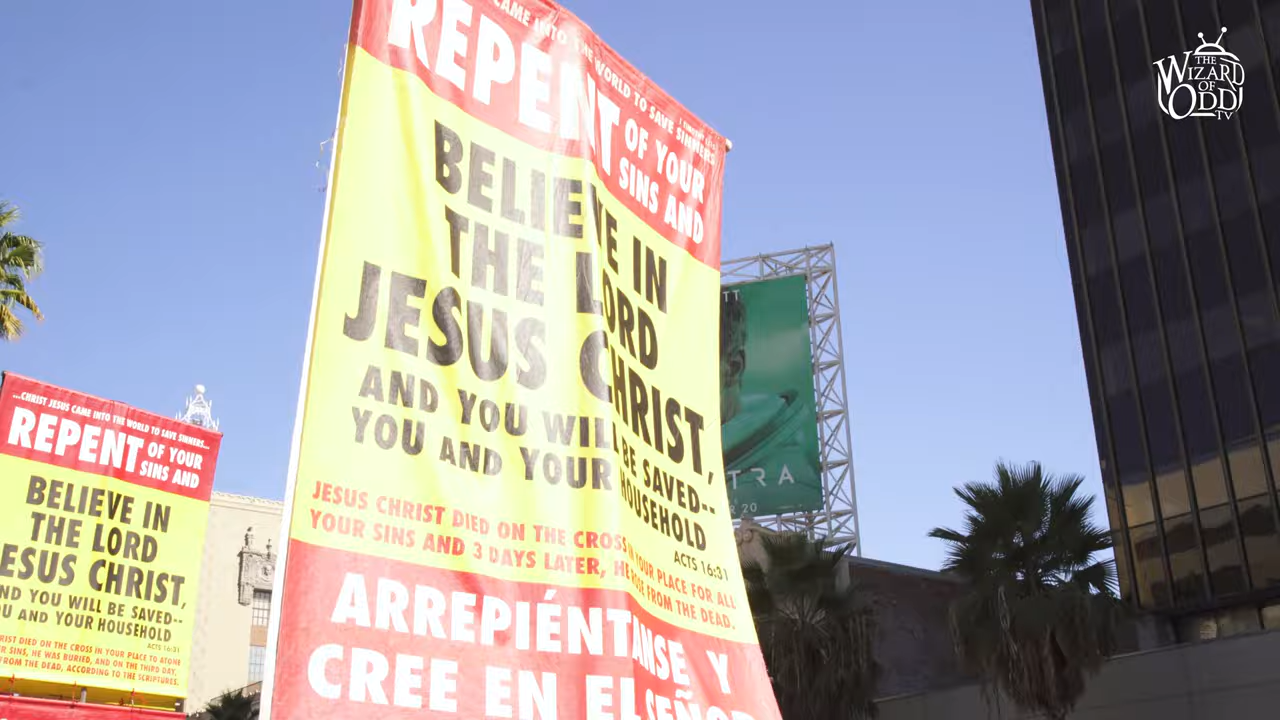 CAME INTO THE WORLD TO SAVE SINNERS
REPENT OF YOUR
SINS AND
BELIEVE IN
THE LORD
JESUS CHRIST,
AND YOU WILL BE SAVED--
YOU AND YOUR HOUSEHOLD
ACTS 16:31
JESUS CHRIST DIED ON THE CROSS IN YOUR PLACE FOR ALL
YOUR SINS AND 3 DAYS LATER, HE ROSE FROM THE DEAD.
ARREPIÉNTANSE Y
CREE EN EL SEÑOR
...CHRIST JESUS CAME INTO THE WORLD TO SAVE SINNERS...
REPENT OF YOUR
SINS AND
BELIEVE IN
THE LORD
JESUS CHRIST,
AND YOU WILL BE SAVED--
YOU AND YOUR HOUSEHOLD
ACTS 16:31
CHRIST DIED ON THE CROSS IN YOUR PLACE TO ATONE
SINS, HE WAS BURIED, AND ON THE THIRD DAY,
FROM THE DEAD, ACCORDING TO THE SCRIPTURES.
TT
TRA
20
THE
WIZARD
OF
ODD
TV